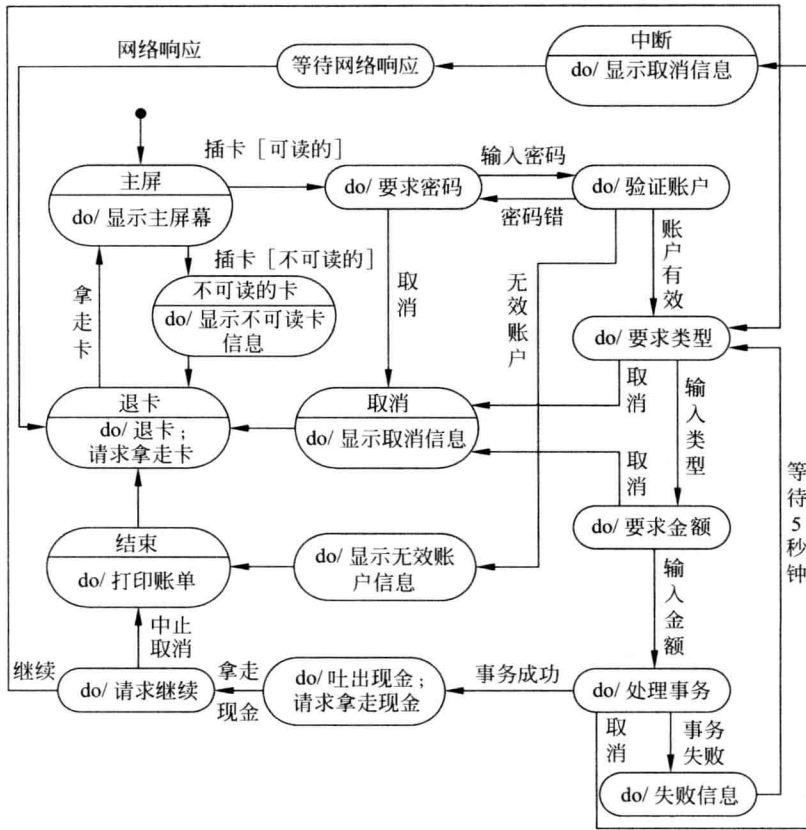 网络响应
等待网络响应
中断
do/ 显示取消信息
插卡［可读的］
输入密码
主屏
do/ 显示主屏幕
do/ 要求密码
do/ 验证账户
密码错
插卡［不可读的］
账户有效
拿走卡
不可读的卡
do/ 显示不可读卡
信息
取消
无效账户
do/ 要求类型
退卡
do/ 退卡；
请求拿走卡
取消
do/ 显示取消信息
取消
输入类型
取消
等待5秒钟
do/ 要求金额
结束
do/ 打印账单
do/ 显示无效账
户信息
输入金额
中止
取消
继续
do/ 请求继续
拿走
现金
do/ 吐出现金；
请求拿走现金
事务成功
do/ 处理事务
取消
事务
失败
do/ 失败信息